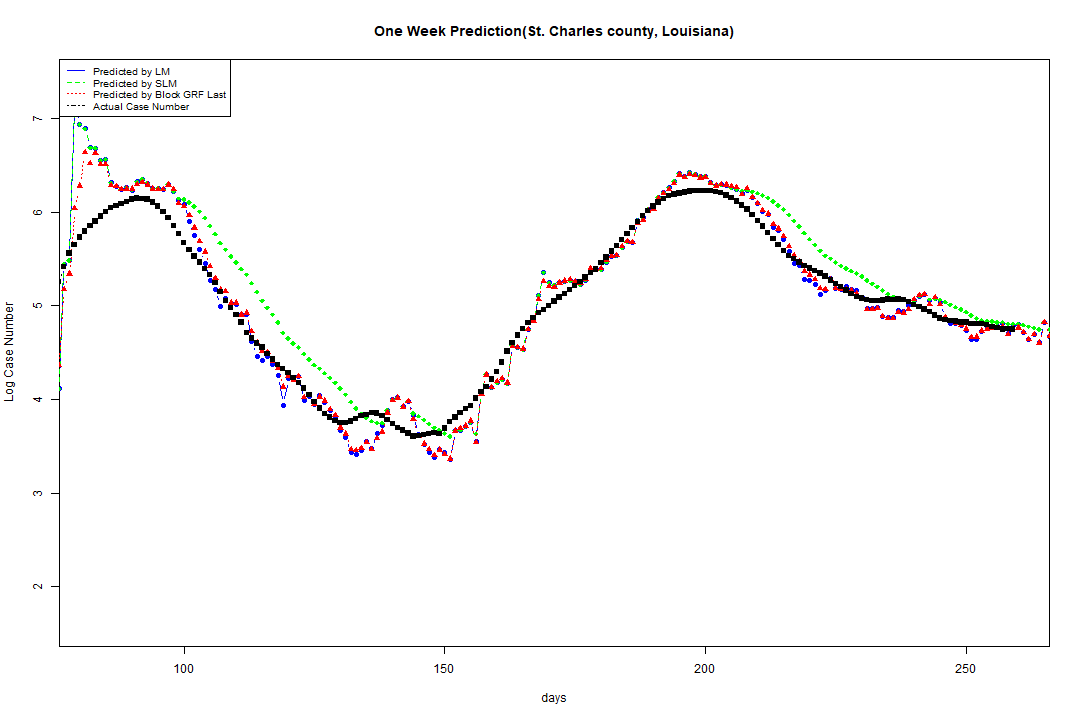 One Week Prediction(St. Charles county, Louisiana)
Predicted by LM
Predicted by SLM
Predicted by Block GRF Last
Actual Case Number
7
6
5
4
3
2
Log Case Number
100 150 200 250
days